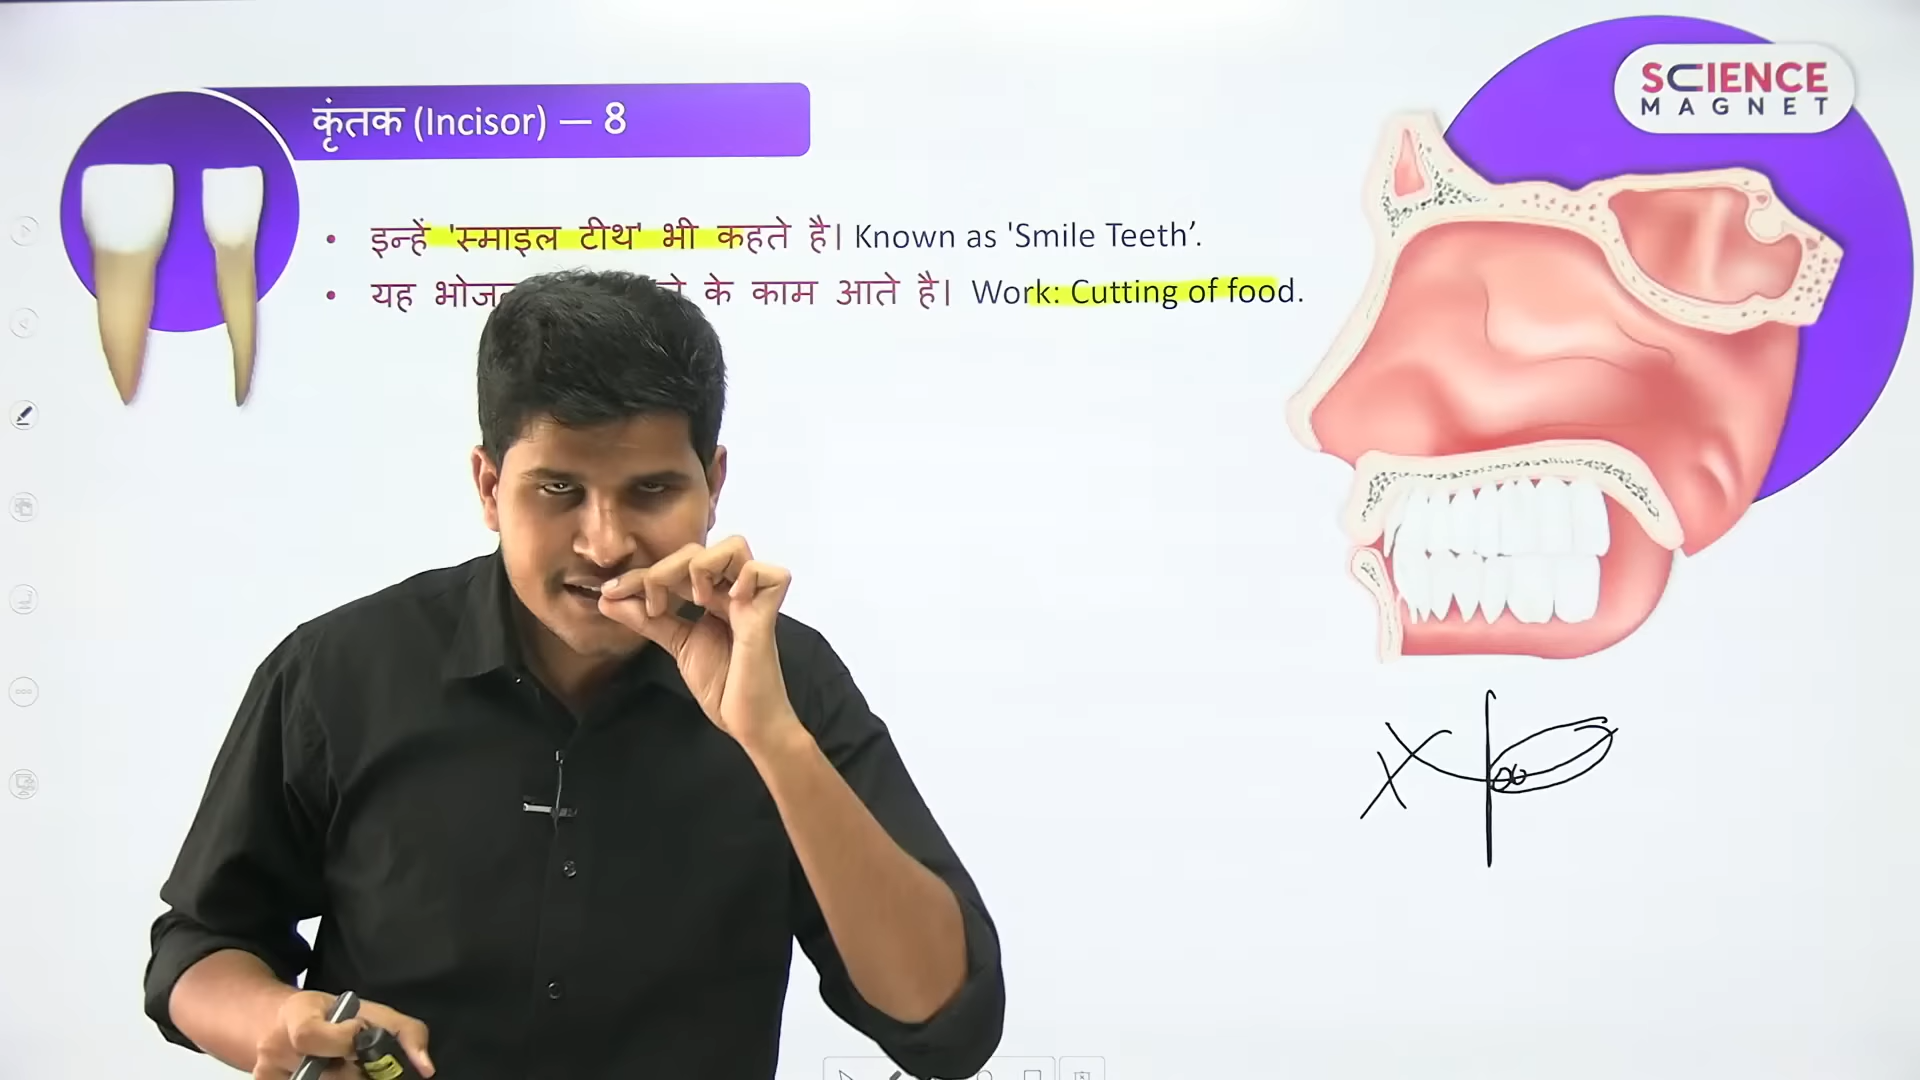 SCIENCE
MAGNET
कृंतक (Incisor) — 8
• इन्हें 'स्माइल टीथ' भी कहते है। Known as 'Smile Teeth’.
• यह के काम आते है। Work: Cutting of food.